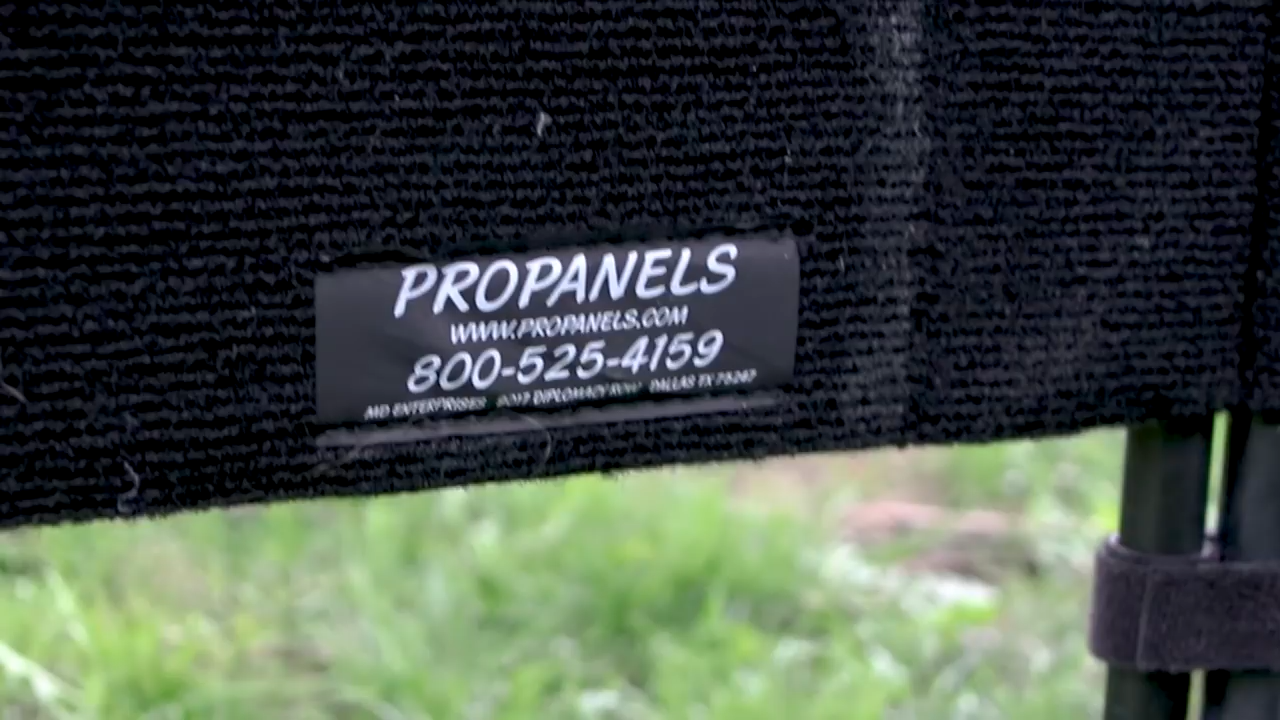 PROPANELS
WWW.PROPANELS.COM
800-525-4159
MD ENTERPRISES DIPLOMACY ROW DALLAS TX